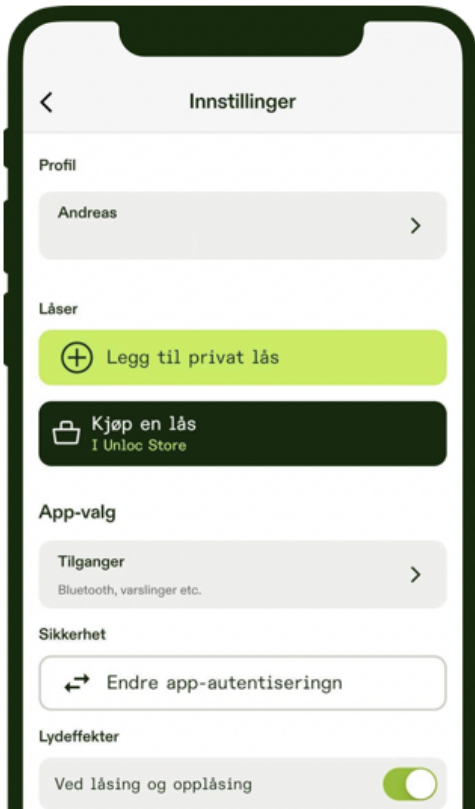 Innstillinger
Profil
Andreas
Låser
Legg til privat lås
Kjøp en lås
I Unloc Store
App-valg
Tilganger
Bluetooth, varslinger etc.
Sikkerhet
Endre app-autentiseringn
Lydeffekter
Ved låsing og opplåsing